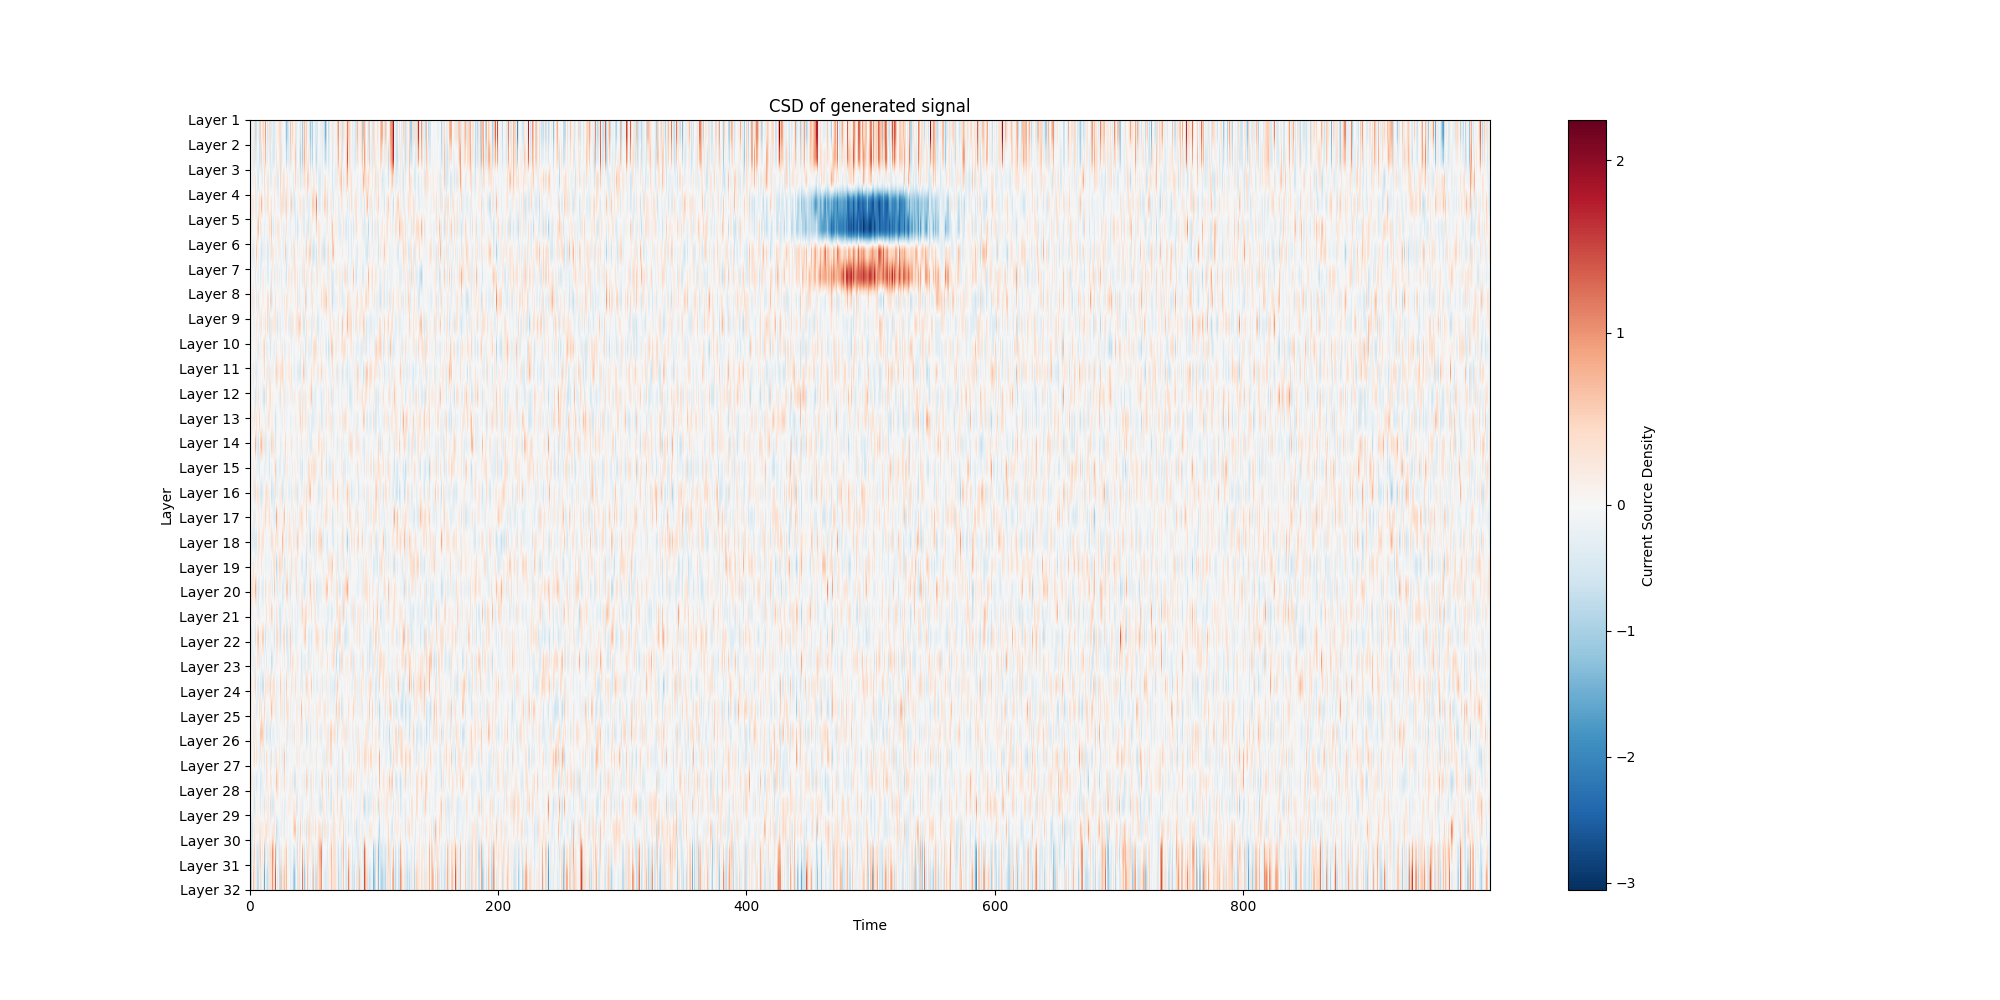 CSD of generated signal
Layer 1
Layer 2
Layer 3
Layer 4
Layer 5
Layer 6
Layer 7
Layer 8
Layer 9
Layer 10
Layer 11
Layer 12
Layer 13
Layer 14
Layer 15
Layer 16
Layer 17
Layer 18
Layer 19
Layer 20
Layer 21
Layer 22
Layer 23
Layer 24
Layer 25
Layer 26
Layer 27
Layer 28
Layer 29
Layer 30
Layer 31
Layer 32
Layer
0 200 400 600 800
Time
2
1
0
−1
−2
−3
Current Source Density